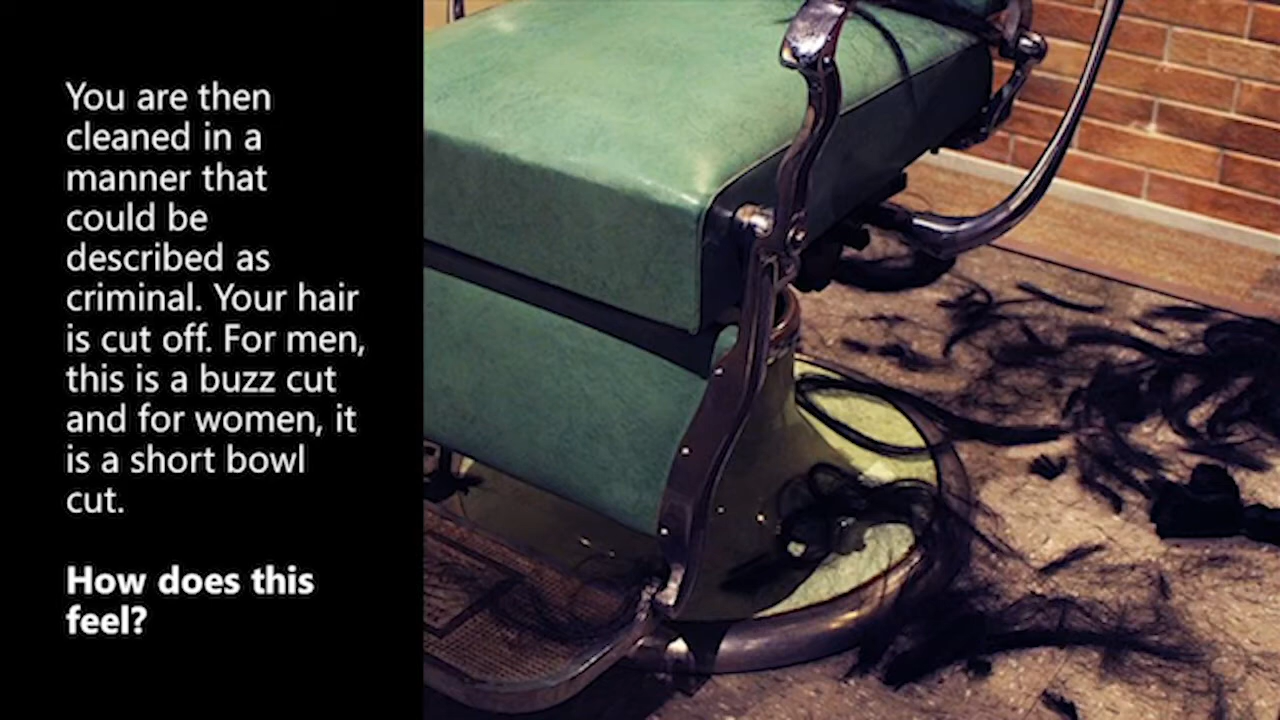 You are then
cleaned in a
manner that
could be
described as
criminal. Your hair
is cut off. For men,
this is a buzz cut
and for women, it
is a short bowl
cut.
How does this
feel?